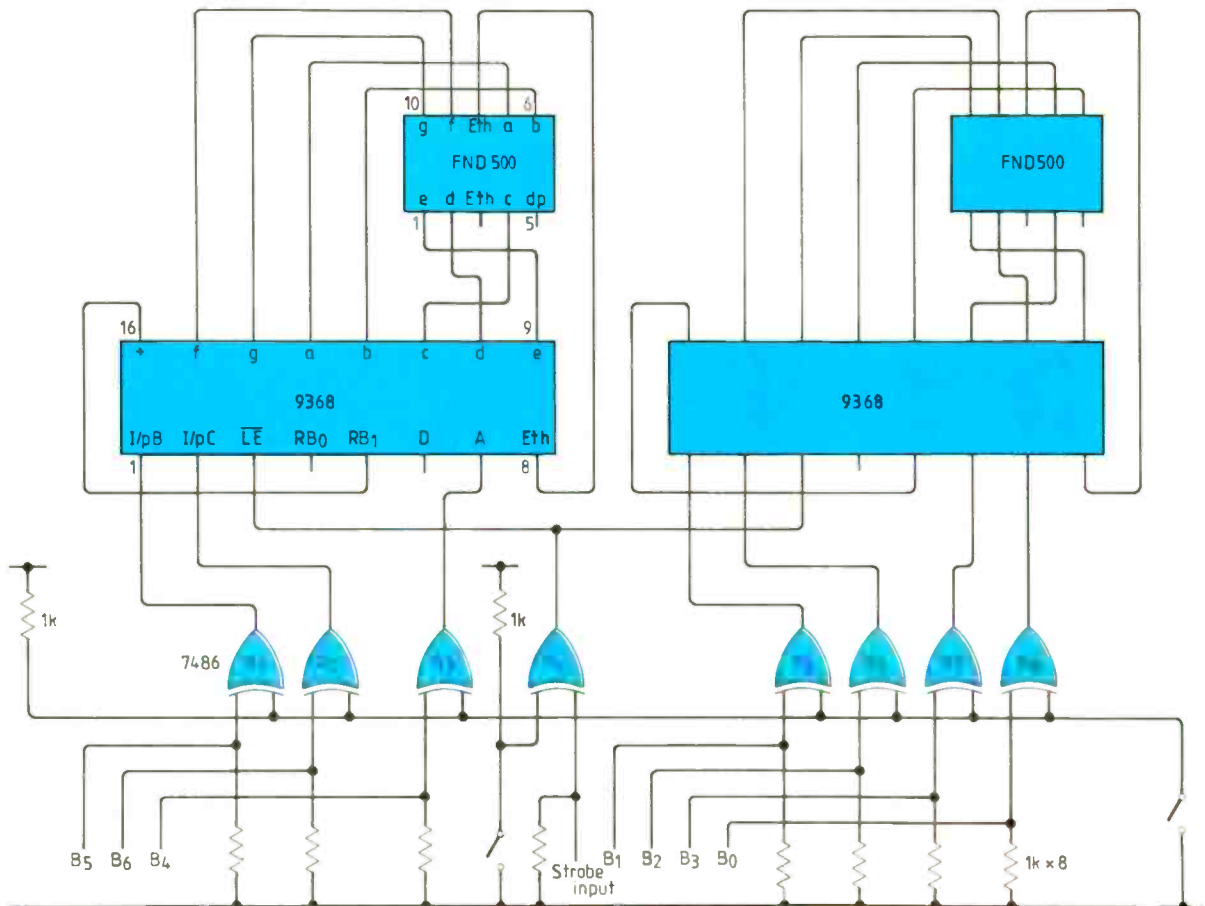 10 6
g f Eth a b
FND 500
e d Eth c dp
1 5
FND500
16 9
+ f g a b c d e
9368
I/pB I/pC L̅E̅ RB₀ RB₁ D A Eth
1 8
9368
1k
1k
7486
B5 B6 B4
Strobe
input
B1 B2 B3 B0
1k × 8